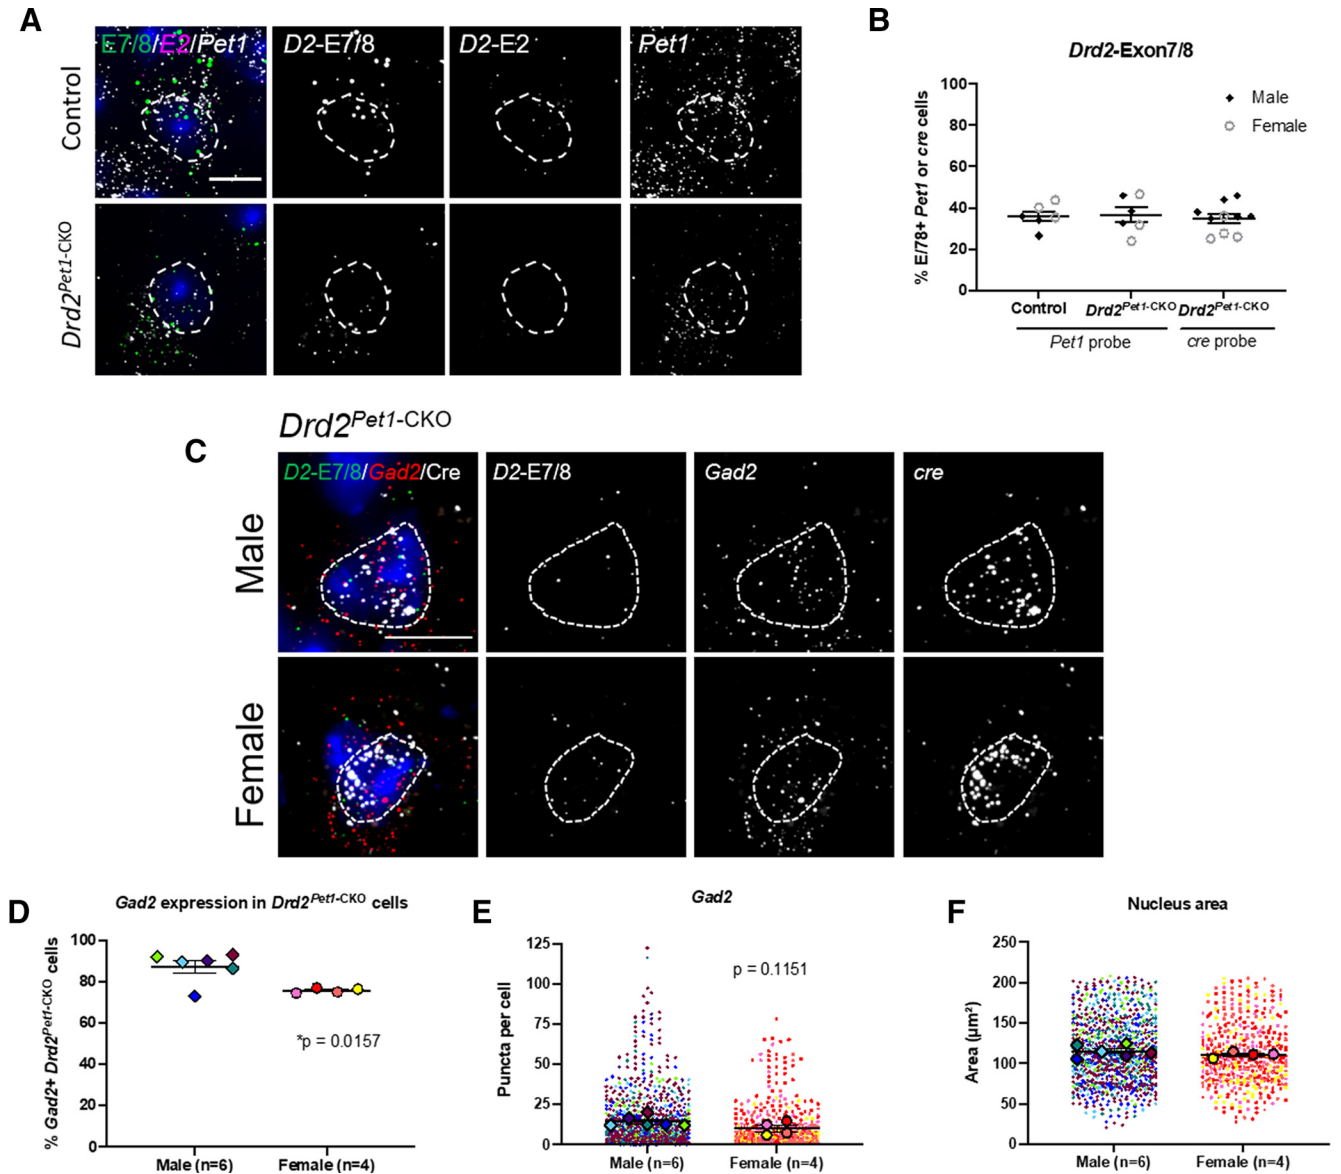 A
E7/8/E2/Pet1
D2-E7/8
D2-E2
Pet1
Control
Drd2Pet1-CKO
B
Drd2-Exon7/8
% E/78+ Pet1 or cre cells
100
80
60
40
20
0
Male
Female
Control
Drd2Pet1-CKO
Drd2Pet1-CKO
Pet1 probe
cre probe
C
Drd2Pet1-CKO
D2-E7/8/Gad2/Cre
D2-E7/8
Gad2
cre
Male
Female
D
Gad2 expression in Drd2Pet1-CKO cells
% Gad2+ Drd2Pet1-CKO cells
100
80
60
40
20
0
*p = 0.0157
Male (n=6)
Female (n=4)
E
Gad2
Puncta per cell
125
100
75
50
25
0
p = 0.1151
Male (n=6)
Female (n=4)
F
Nucleus area
Area (µm²)
250
200
150
100
50
0
Male (n=6)
Female (n=4)